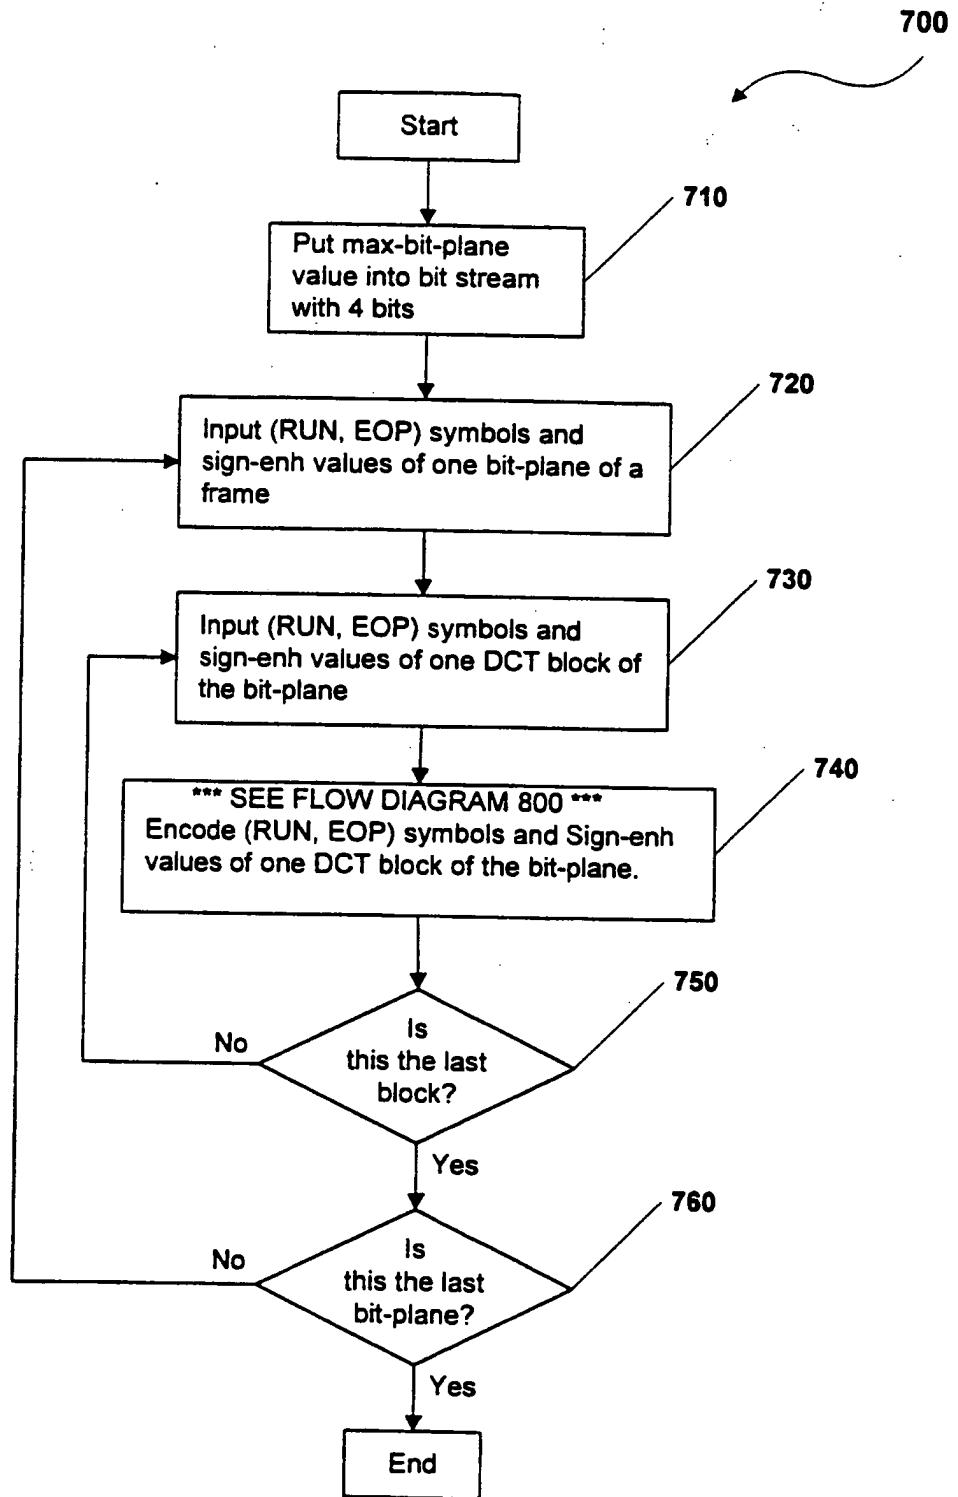 700
Start
710
Put max-bit-plane
value into bit stream
with 4 bits
720
Input (RUN, EOP) symbols and
sign-enh values of one bit-plane of a
frame
730
Input (RUN, EOP) symbols and
sign-enh values of one DCT block of
the bit-plane
740
*** SEE FLOW DIAGRAM 800 ***
Encode (RUN, EOP) symbols and Sign-enh
values of one DCT block of the bit-plane.
750
Is
this the last
block?
No
Yes
760
Is
this the last
bit-plane?
No
Yes
End